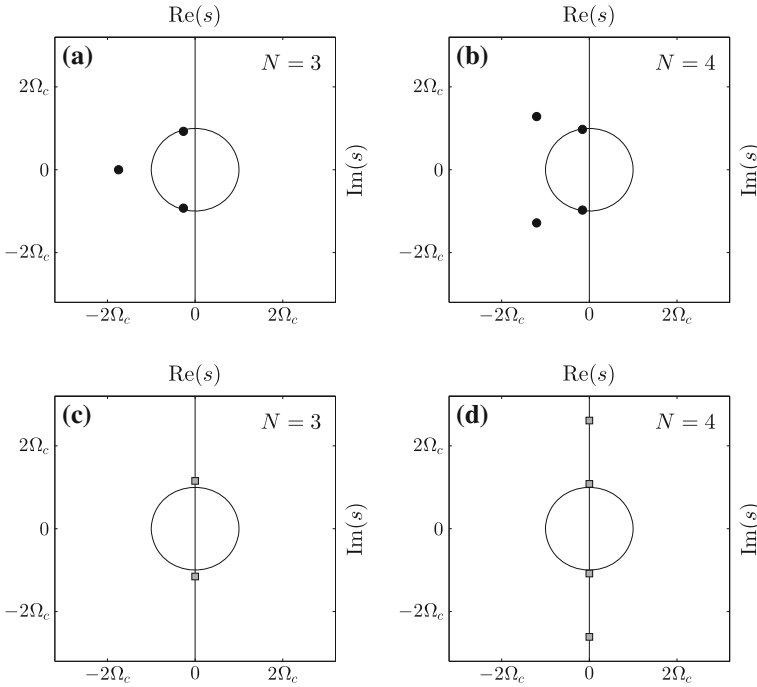 Re(s) Re(s)
(a) N = 3 (b) N = 4
2Ω_c 2Ω_c
0 Im(s) 0 Im(s)
−2Ω_c −2Ω_c
−2Ω_c 0 2Ω_c −2Ω_c 0 2Ω_c
Re(s) Re(s)
(c) N = 3 (d) N = 4
2Ω_c 2Ω_c
0 Im(s) 0 Im(s)
−2Ω_c −2Ω_c
−2Ω_c 0 2Ω_c −2Ω_c 0 2Ω_c